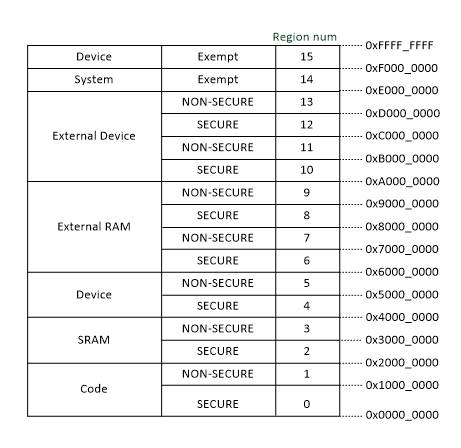 Region num
0xFFFF_FFFF
Device Exempt 15
0xF000_0000
System Exempt 14
0xE000_0000
NON-SECURE 13
0xD000_0000
SECURE 12
External Device
0xC000_0000
NON-SECURE 11
0xB000_0000
SECURE 10
0xA000_0000
NON-SECURE 9
0x9000_0000
SECURE 8
External RAM
0x8000_0000
NON-SECURE 7
0x7000_0000
SECURE 6
0x6000_0000
NON-SECURE 5
Device
0x5000_0000
SECURE 4
0x4000_0000
NON-SECURE 3
SRAM
0x3000_0000
SECURE 2
0x2000_0000
NON-SECURE 1
Code
0x1000_0000
SECURE 0
0x0000_0000